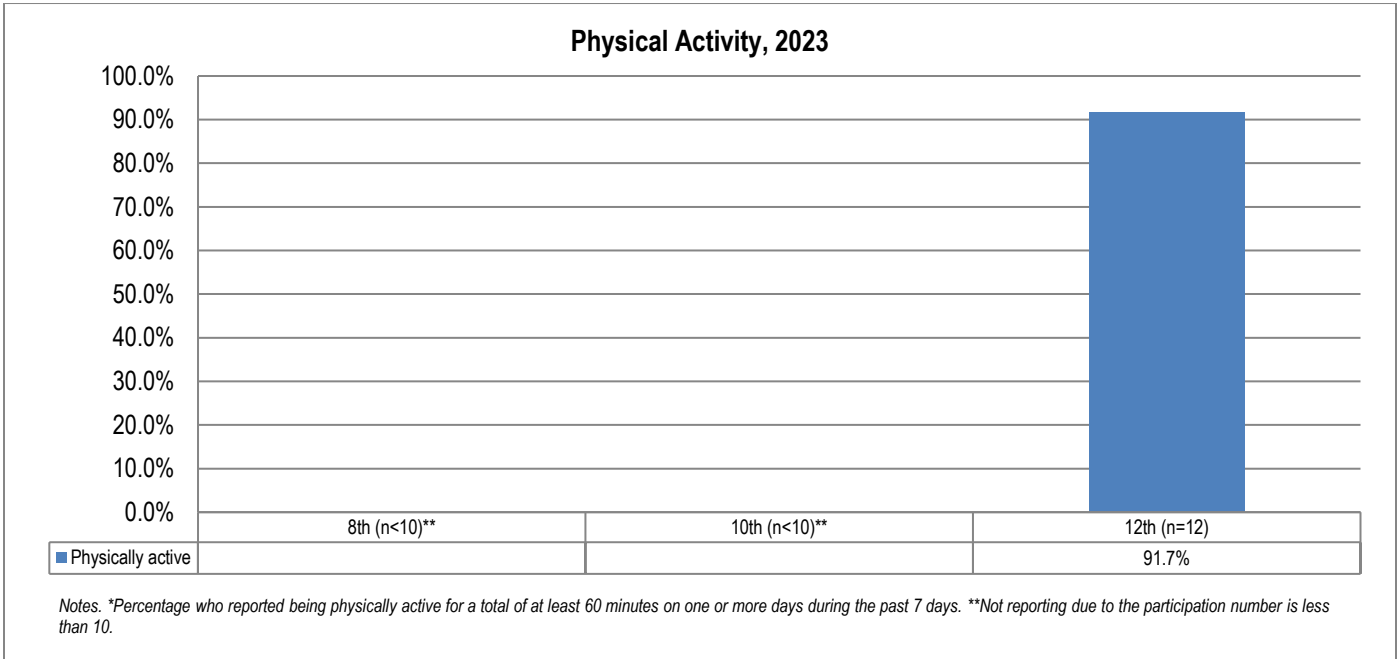 Physical Activity, 2023
100.0%
90.0%
80.0%
70.0%
60.0%
50.0%
40.0%
30.0%
20.0%
10.0%
0.0%
8th (n<10)** 10th (n<10)** 12th (n=12)
Physically active 91.7%
Notes. *Percentage who reported being physically active for a total of at least 60 minutes on one or more days during the past 7 days. **Not reporting due to the participation number is less
than 10.